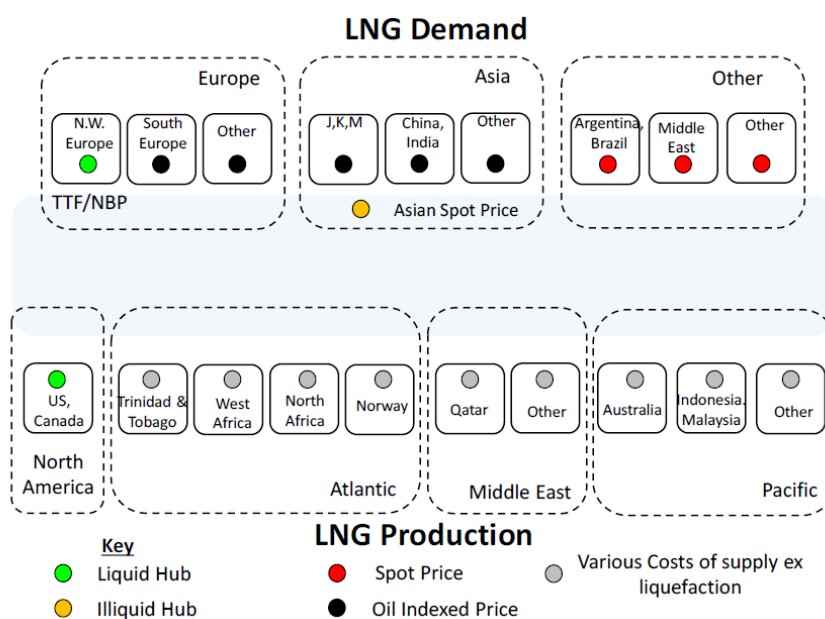 LNG Demand
Europe
Asia
Other
N.W.
Europe
South
Europe
Other
J,K,M
China,
India
Other
Argentina,
Brazil
Middle
East
Other
TTF/NBP
Asian Spot Price
US,
Canada
Trinidad &
Tobago
West
Africa
North
Africa
Norway
Qatar
Other
Australia
Indonesia.
Malaysia
Other
North
America
Atlantic
Middle East
Pacific
LNG Production
Key
Liquid Hub
Illiquid Hub
Spot Price
Oil Indexed Price
Various Costs of supply ex
liquefaction